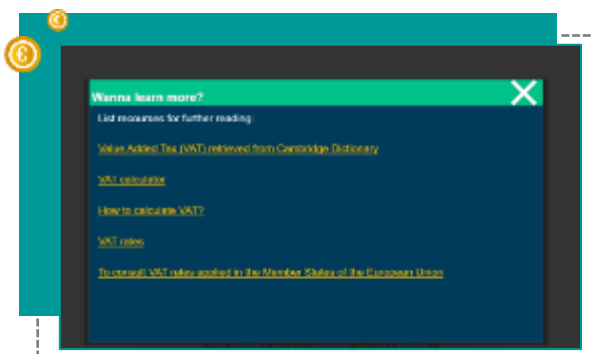 Wanna learn more?
List recourses for further reading:
Value Added Tax (VAT) retrieved from Cambridge Dictionary
VAT calculator
How to calculate VAT?
VAT rates
To consult VAT rates applied in the Member States of the European Union